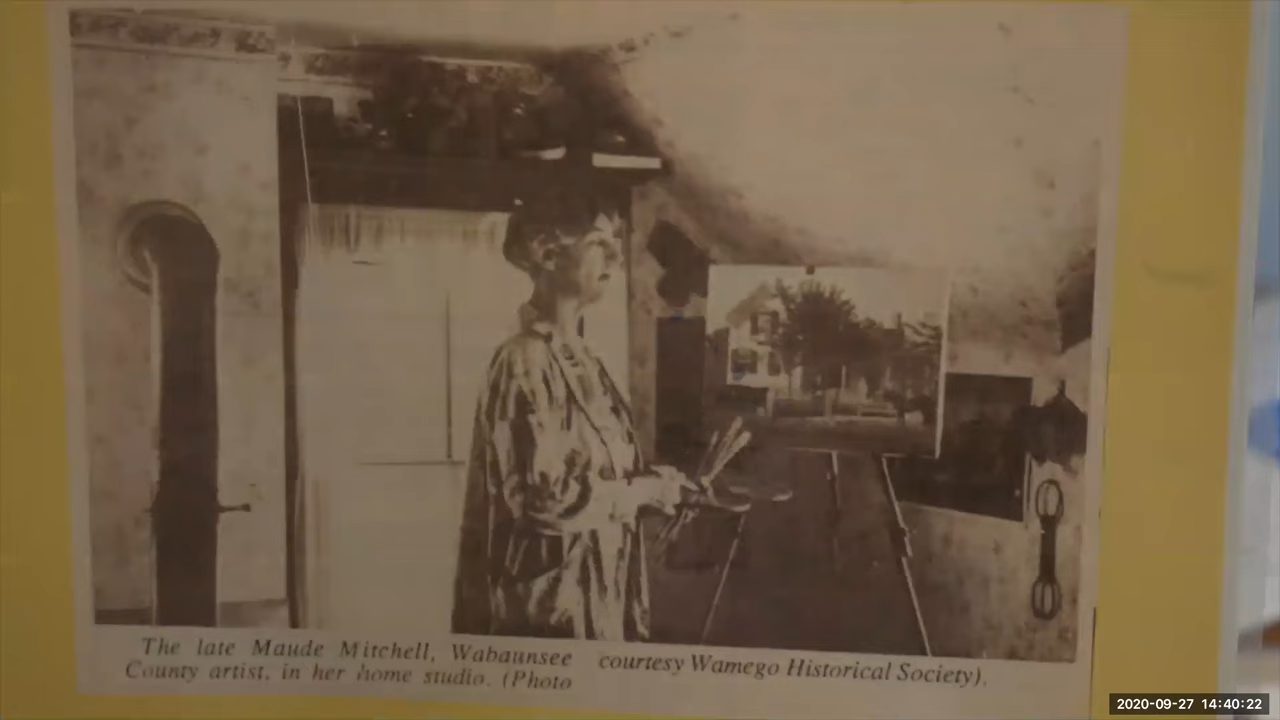 The late Maude Mitchell, Wabaunsee
County artist, in her home studio. (Photo
courtesy Wamego Historical Society).
2020-09-27 14:40:22